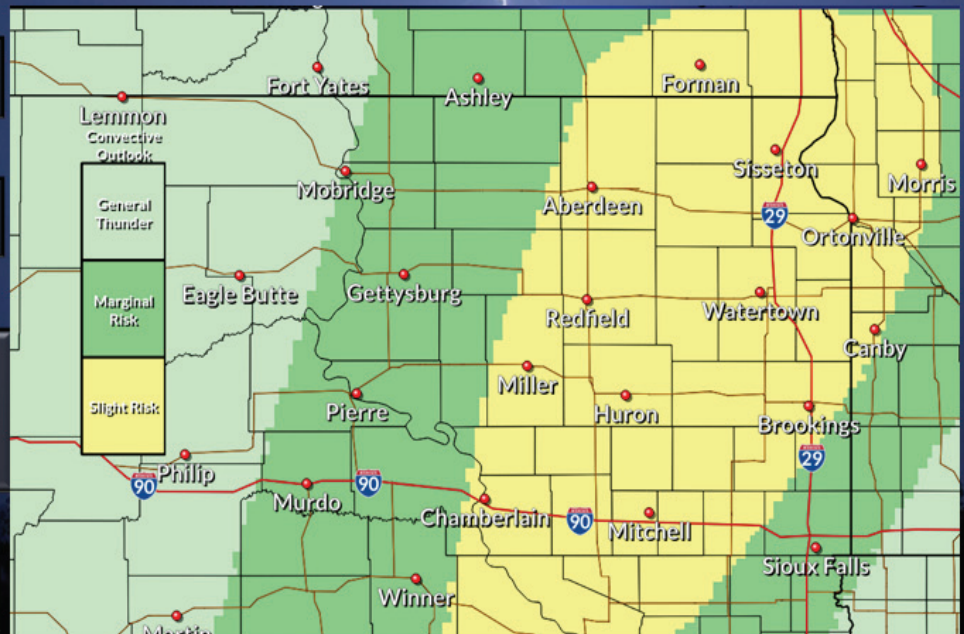 Fort Yates
Ashley
Forman
Lemmon
Convective
Outlook
General
Thunder
Marginal
Risk
Slight Risk
Mobridge
Sisseton
Morris
Aberdeen
29
Ortonville
Eagle Butte
Gettysburg
Redfield
Watertown
Canby
Miller
Huron
Pierre
Brookings
29
Philip
90
Murdo
90
Chamberlain
90
Mitchell
Sioux Falls
Winner
Martin